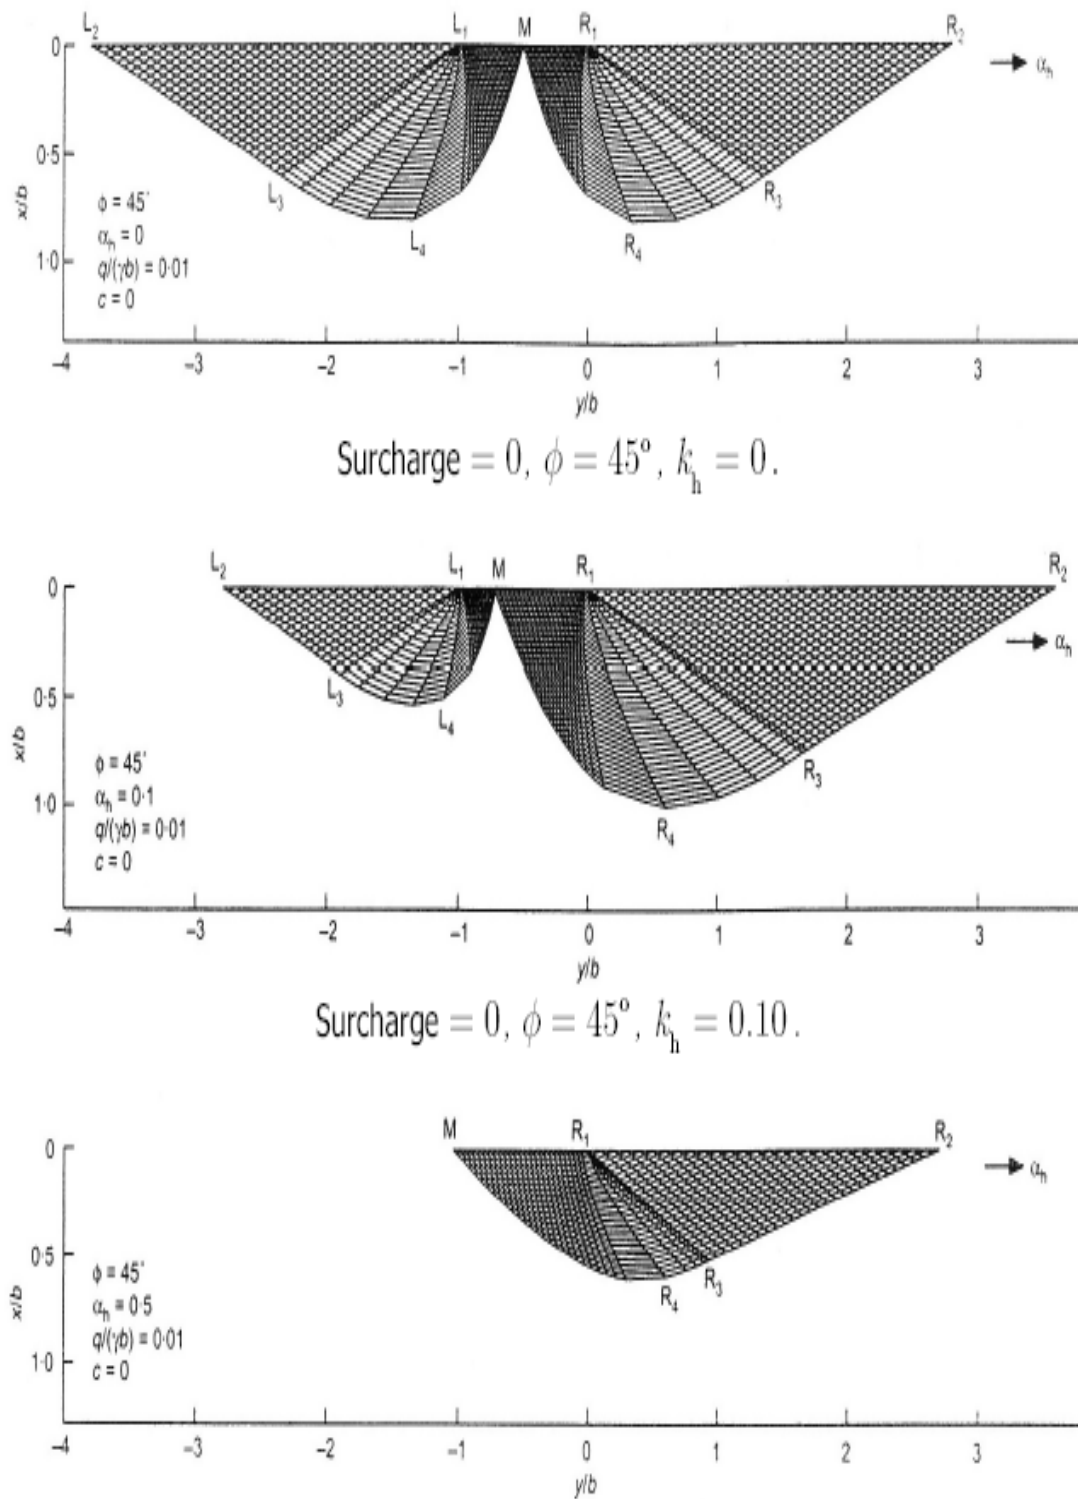 L₂ L₁ M R₁ R₂
0
→ αₕ
0·5
L₃ R₃
x/b
ϕ = 45°
αₕ = 0
L₄ R₄
1·0
q/(γb) = 0·01
c = 0
–4 –3 –2 –1 0 1 2 3
y/b
Surcharge = 0, ϕ = 45°, kₕ = 0.
L₂ L₁ M R₁ R₂
0
→ αₕ
0·5
L₃
L₄
x/b
ϕ = 45°
R₃
αₕ = 0·1
1·0
R₄
q/(γb) = 0·01
c = 0
–4 –3 –2 –1 0 1 2 3
y/b
Surcharge = 0, ϕ = 45°, kₕ = 0.10.
M R₁ R₂
0
→ αₕ
0·5
ϕ = 45°
R₃
R₄
x/b
αₕ = 0·5
q/(γb) = 0·01
1·0
c = 0
–4 –3 –2 –1 0 1 2 3
y/b